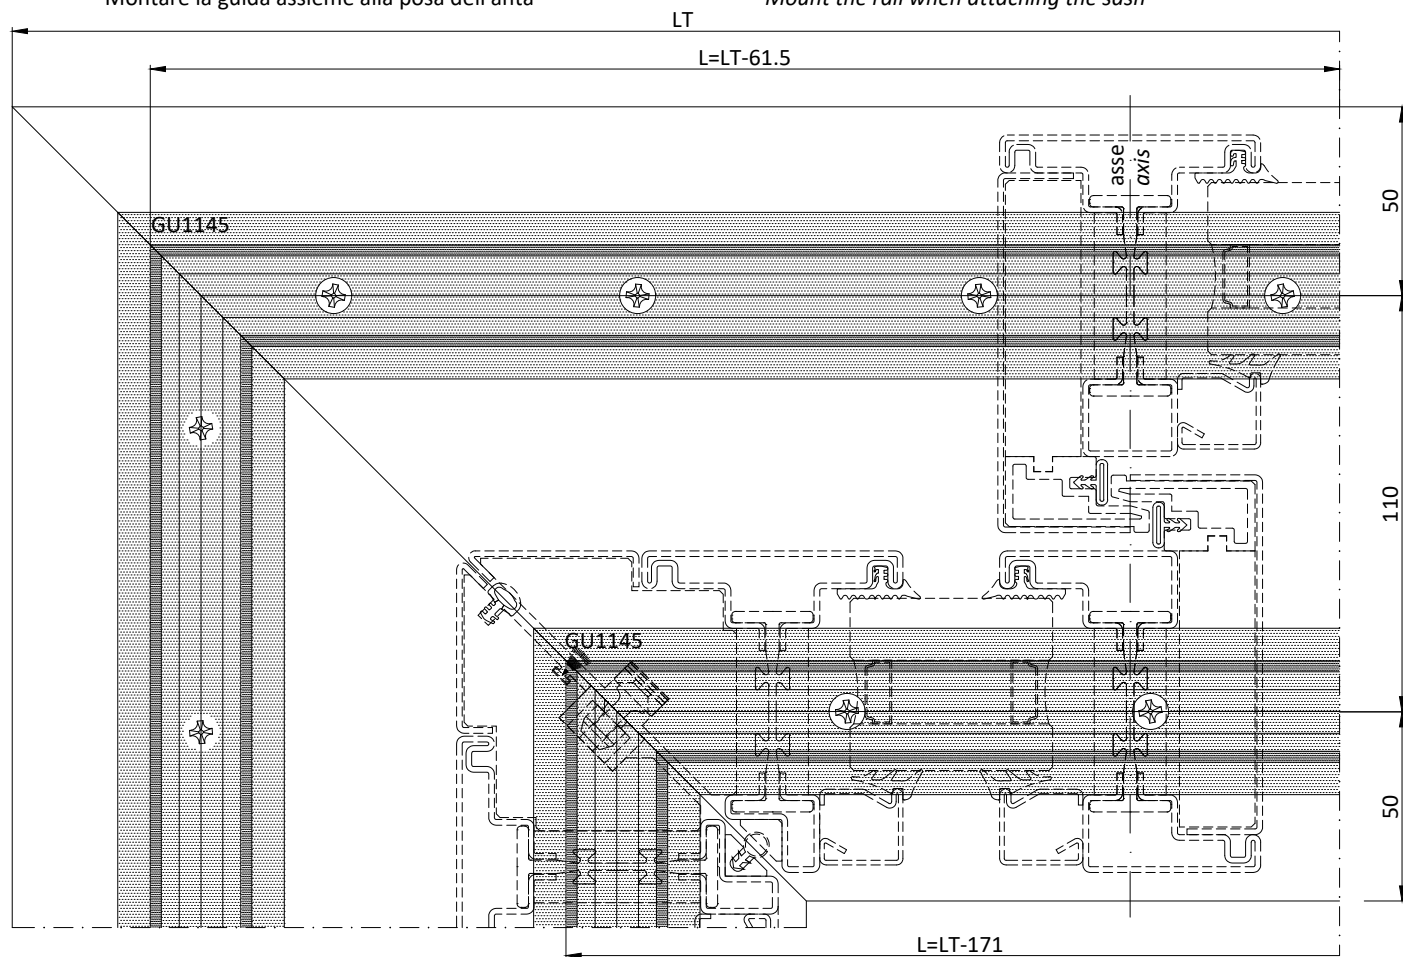 Montare la guida assieme alla posa dell'anta
Mount the rail when attaching the sash
LT
L=LT-61.5
asse
axis
50
GU1145
110
GU1145
50
L=LT-171